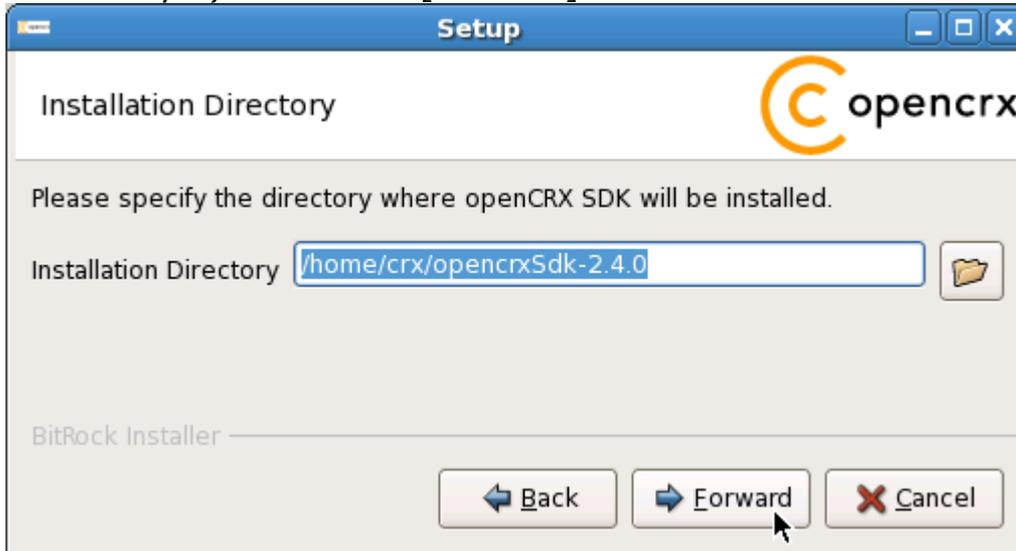 Setup
Installation Directory
opencrx
Please specify the directory where openCRX SDK will be installed.
Installation Directory /home/crx/opencrxSdk-2.4.0
BitRock Installer
Back Forward Cancel